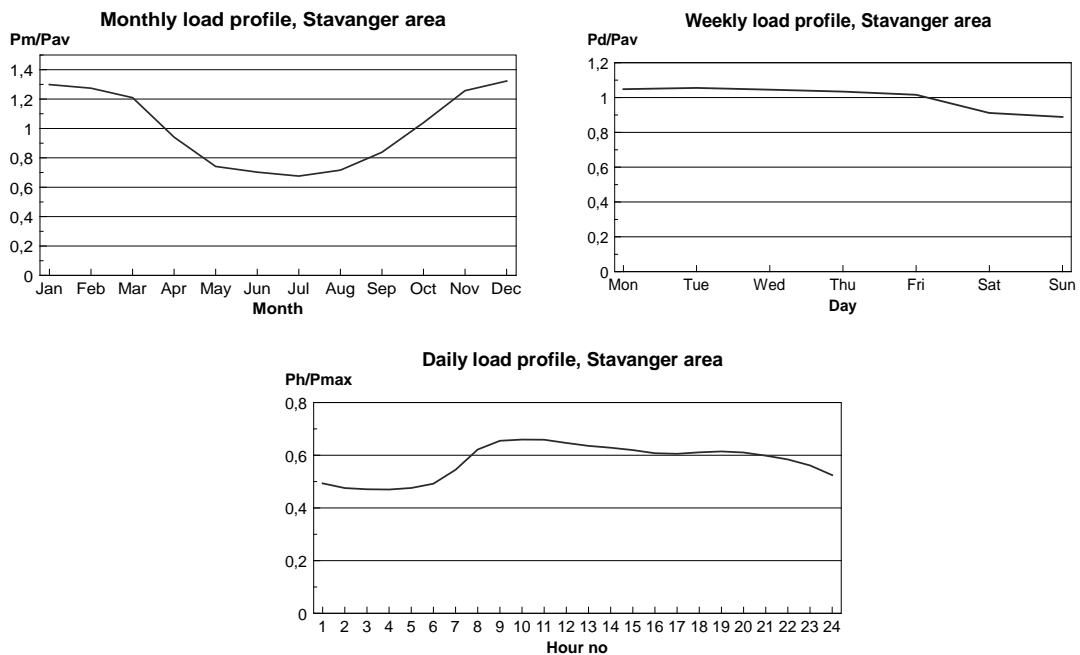 Monthly load profile, Stavanger area
Pm/Pav
1,4
1,2
1
0,8
0,6
0,4
0,2
0
Jan Feb Mar Apr May Jun Jul Aug Sep Oct Nov Dec
Month
Weekly load profile, Stavanger area
Pd/Pav
1,2
1
0,8
0,6
0,4
0,2
0
Mon Tue Wed Thu Fri Sat Sun
Day
Daily load profile, Stavanger area
Ph/Pmax
0,8
0,6
0,4
0,2
0
1 2 3 4 5 6 7 8 9 10 11 12 13 14 15 16 17 18 19 20 21 22 23 24
Hour no